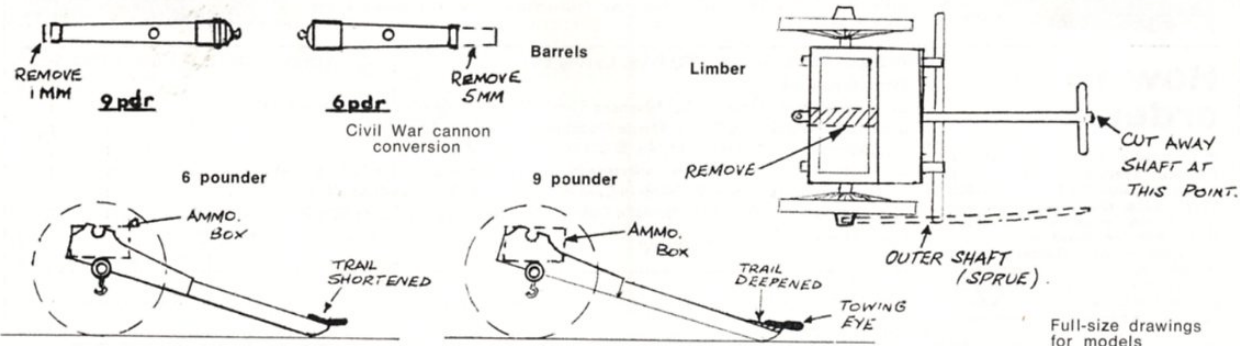 REMOVE
1MM
9pdr
6pdr
REMOVE
5MM
Barrels
Civil War cannon
conversion
Limber
REMOVE
CUT AWAY
SHAFT AT
THIS POINT.
OUTER SHAFT
(SPRUE).
6 pounder
AMMO.
BOX
TRAIL
SHORTENED
9 pounder
AMMO.
BOX
TRAIL
DEEPENED
TOWING
EYE
Full-size drawings
for models